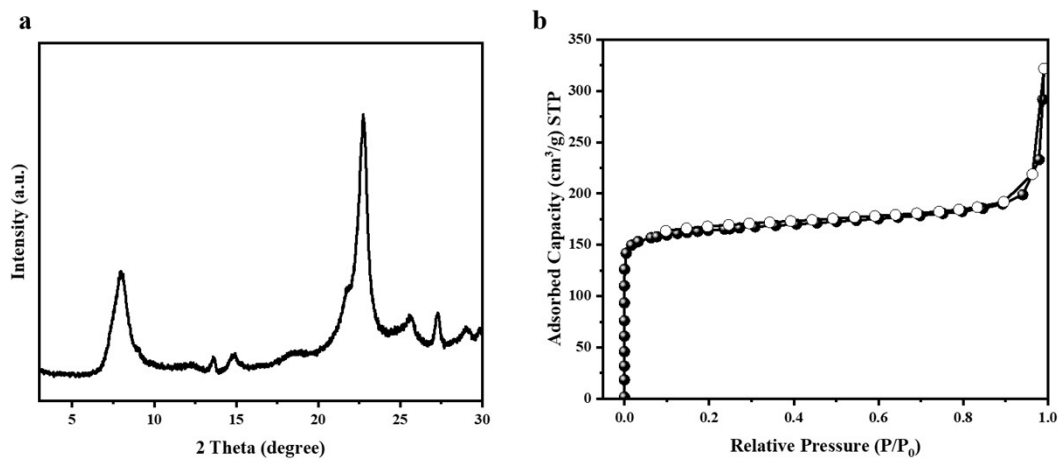 a
Intensity (a.u.)
5 10 15 20 25 30
2 Theta (degree)
b
Adsorbed Capacity (cm³/g) STP
350
300
250
200
150
100
50
0
0.0 0.2 0.4 0.6 0.8 1.0
Relative Pressure (P/P₀)